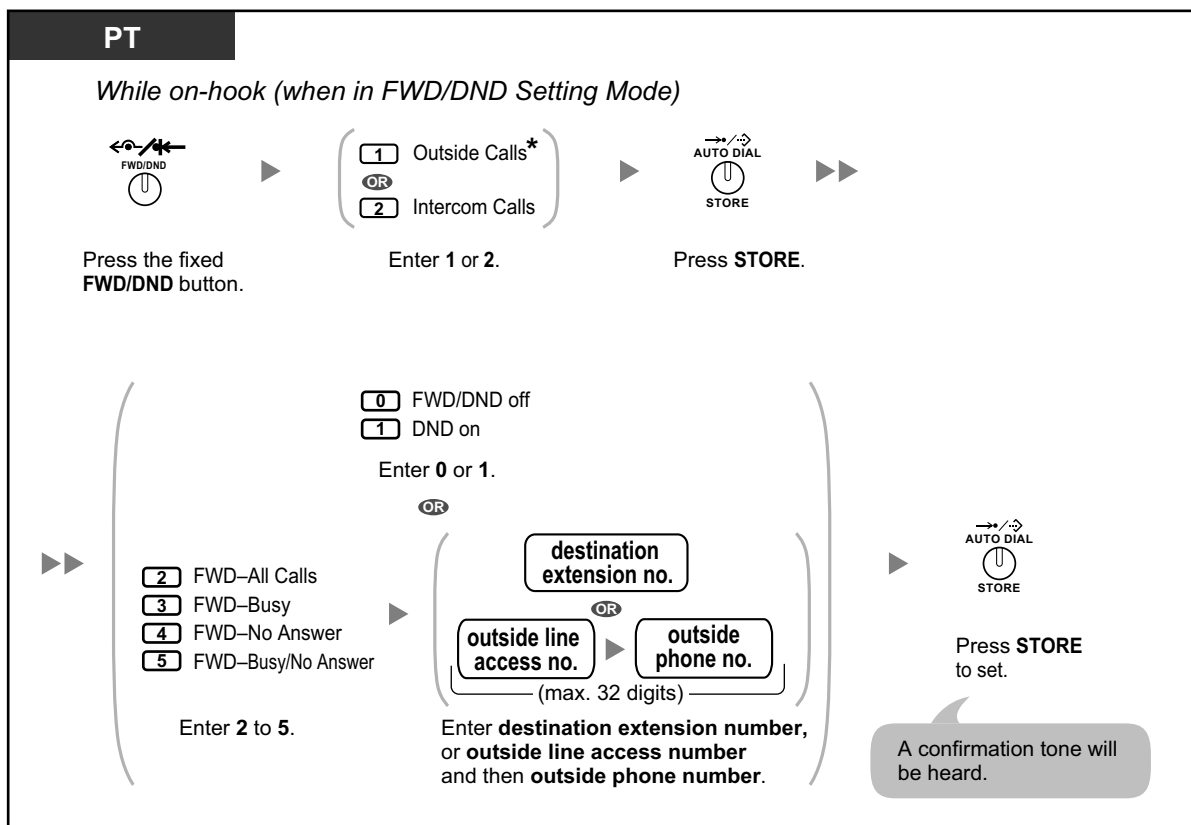 PT
While on-hook (when in FWD/DND Setting Mode)
FWD/DND
1 Outside Calls*
OR
2 Intercom Calls
AUTO DIAL
STORE
Press the fixed
FWD/DND button.
Enter 1 or 2.
Press STORE.
0 FWD/DND off
1 DND on
Enter 0 or 1.
OR
2 FWD–All Calls
3 FWD–Busy
4 FWD–No Answer
5 FWD–Busy/No Answer
Enter 2 to 5.
destination
extension no.
OR
outside line
access no.
outside
phone no.
(max. 32 digits)
Enter destination extension number,
or outside line access number
and then outside phone number.
AUTO DIAL
STORE
Press STORE
to set.
A confirmation tone will
be heard.